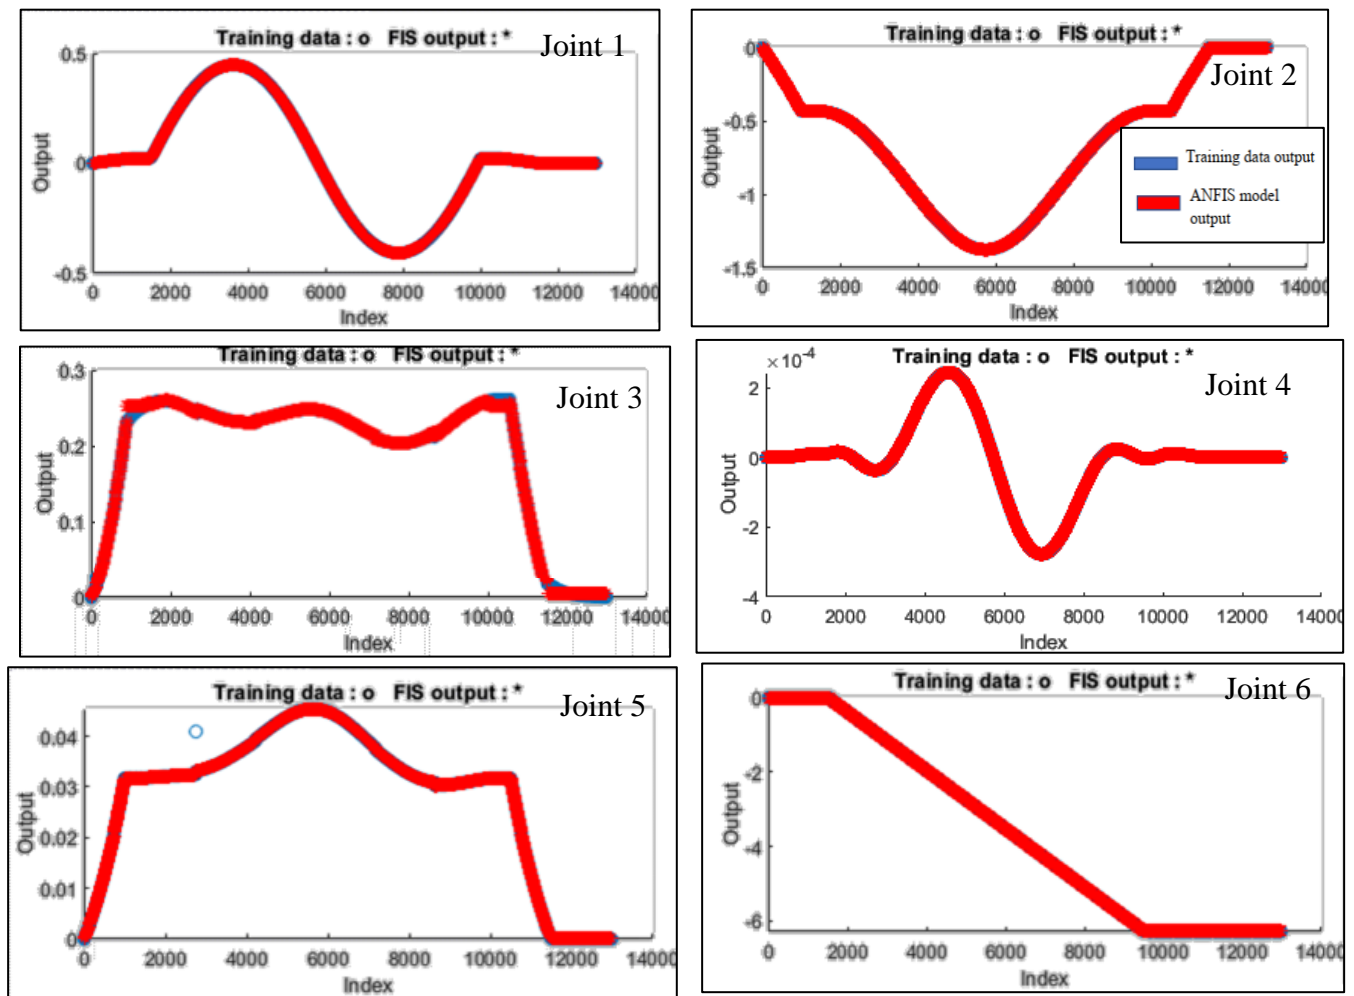 Training data : o   FIS output : *
Joint 1
0.5
0
-0.5
Output
0 2000 4000 6000 8000 10000 12000 14000
Index
Training data : o   FIS output : *
Joint 2
0
-0.5
-1
-1.5
Output
Training data output
ANFIS model
output
0 2000 4000 6000 8000 10000 12000 14000
Index
Training data : o   FIS output : *
Joint 3
0.3
0.2
0.1
0
Output
0 2000 4000 6000 8000 10000 12000 14000
Index
Training data : o   FIS output : *
×10-4
Joint 4
2
0
-2
-4
Output
0 2000 4000 6000 8000 10000 12000 14000
Index
Training data : o   FIS output : *
Joint 5
0.04
0.03
0.02
0.01
0
Output
0 2000 4000 6000 8000 10000 12000 14000
Index
Training data : o   FIS output : *
Joint 6
0
-2
-4
-6
Output
0 2000 4000 6000 8000 10000 12000 14000
Index